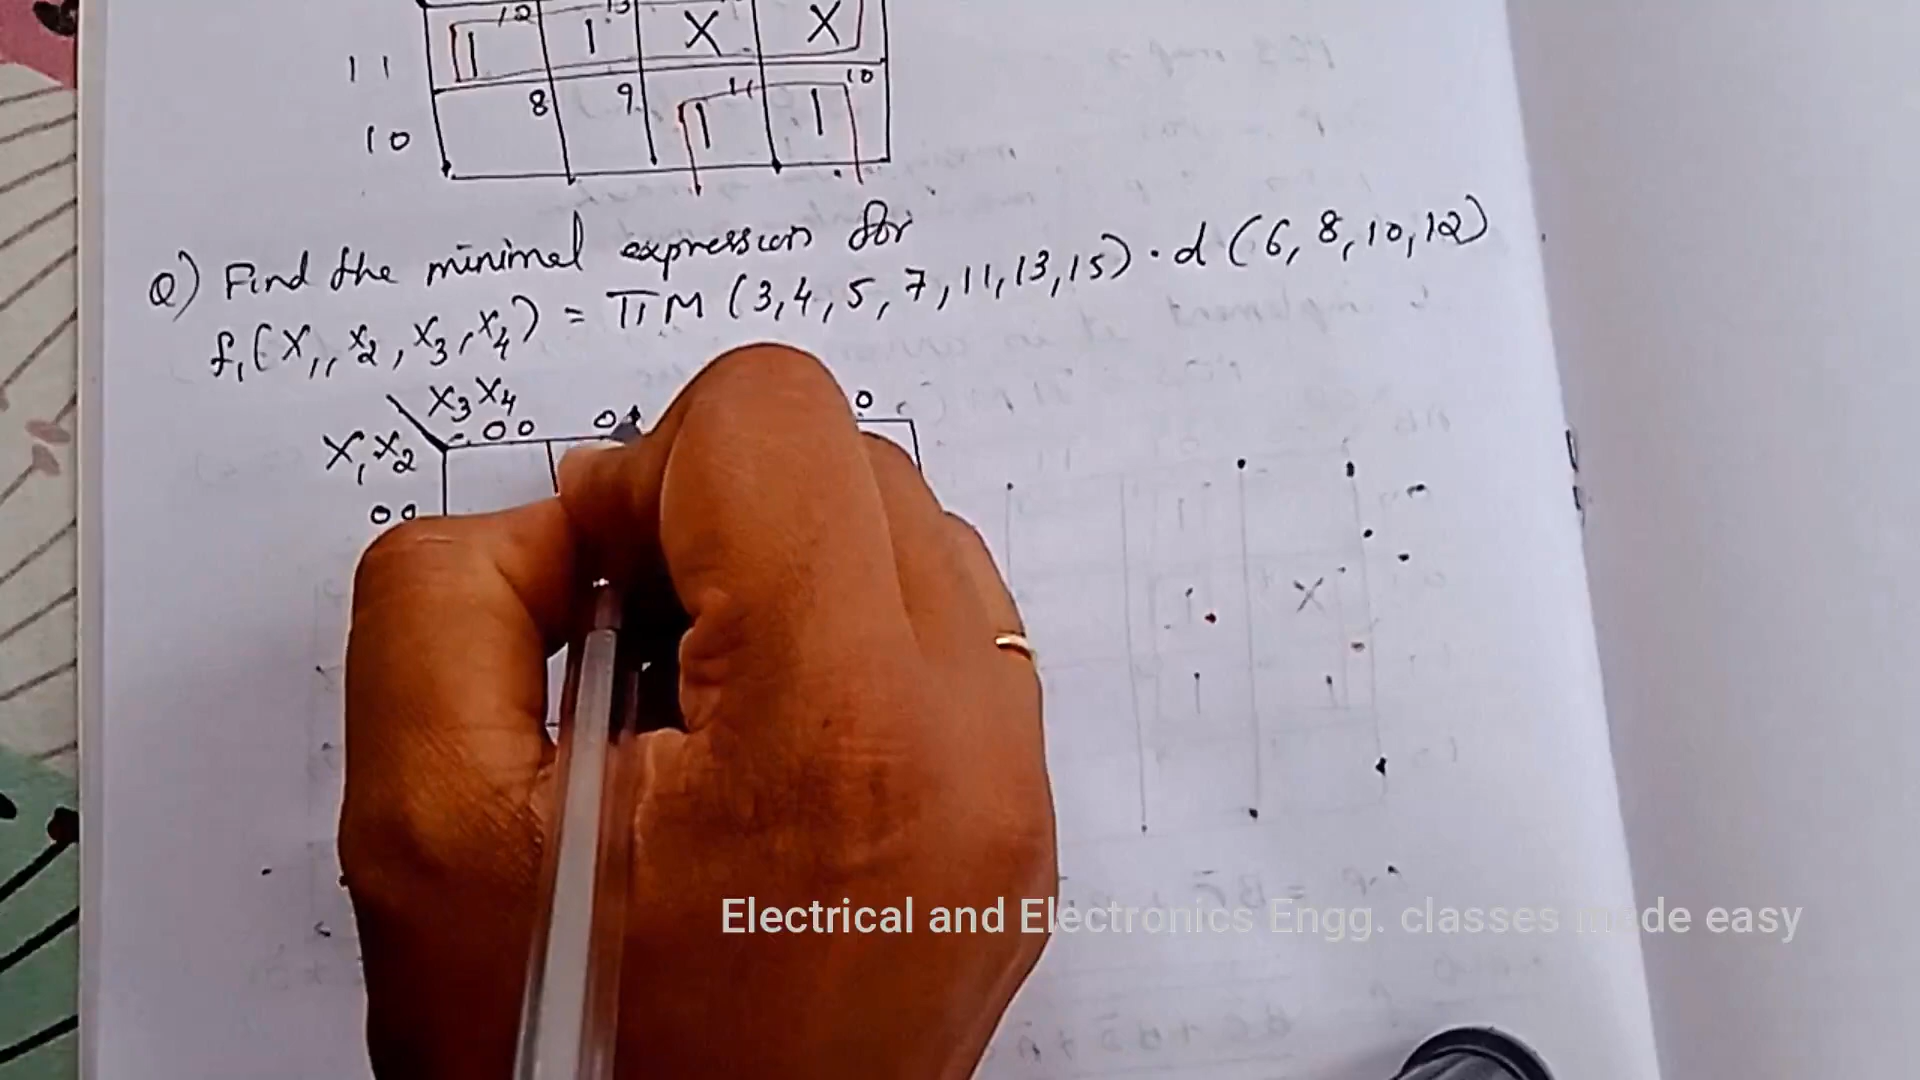 12 13
11 1 1 X X
8 9 11 10
10 1 1
Q) Find the minimal expression for
f₁(X₁, X₂, X₃, X₄) = ΠM (3,4,5,7,11,13,15) · d (6,8,10,12)
X₃X₄
00 01 0
X₁X₂
00
Electrical and Electronics Engg. classes made easy